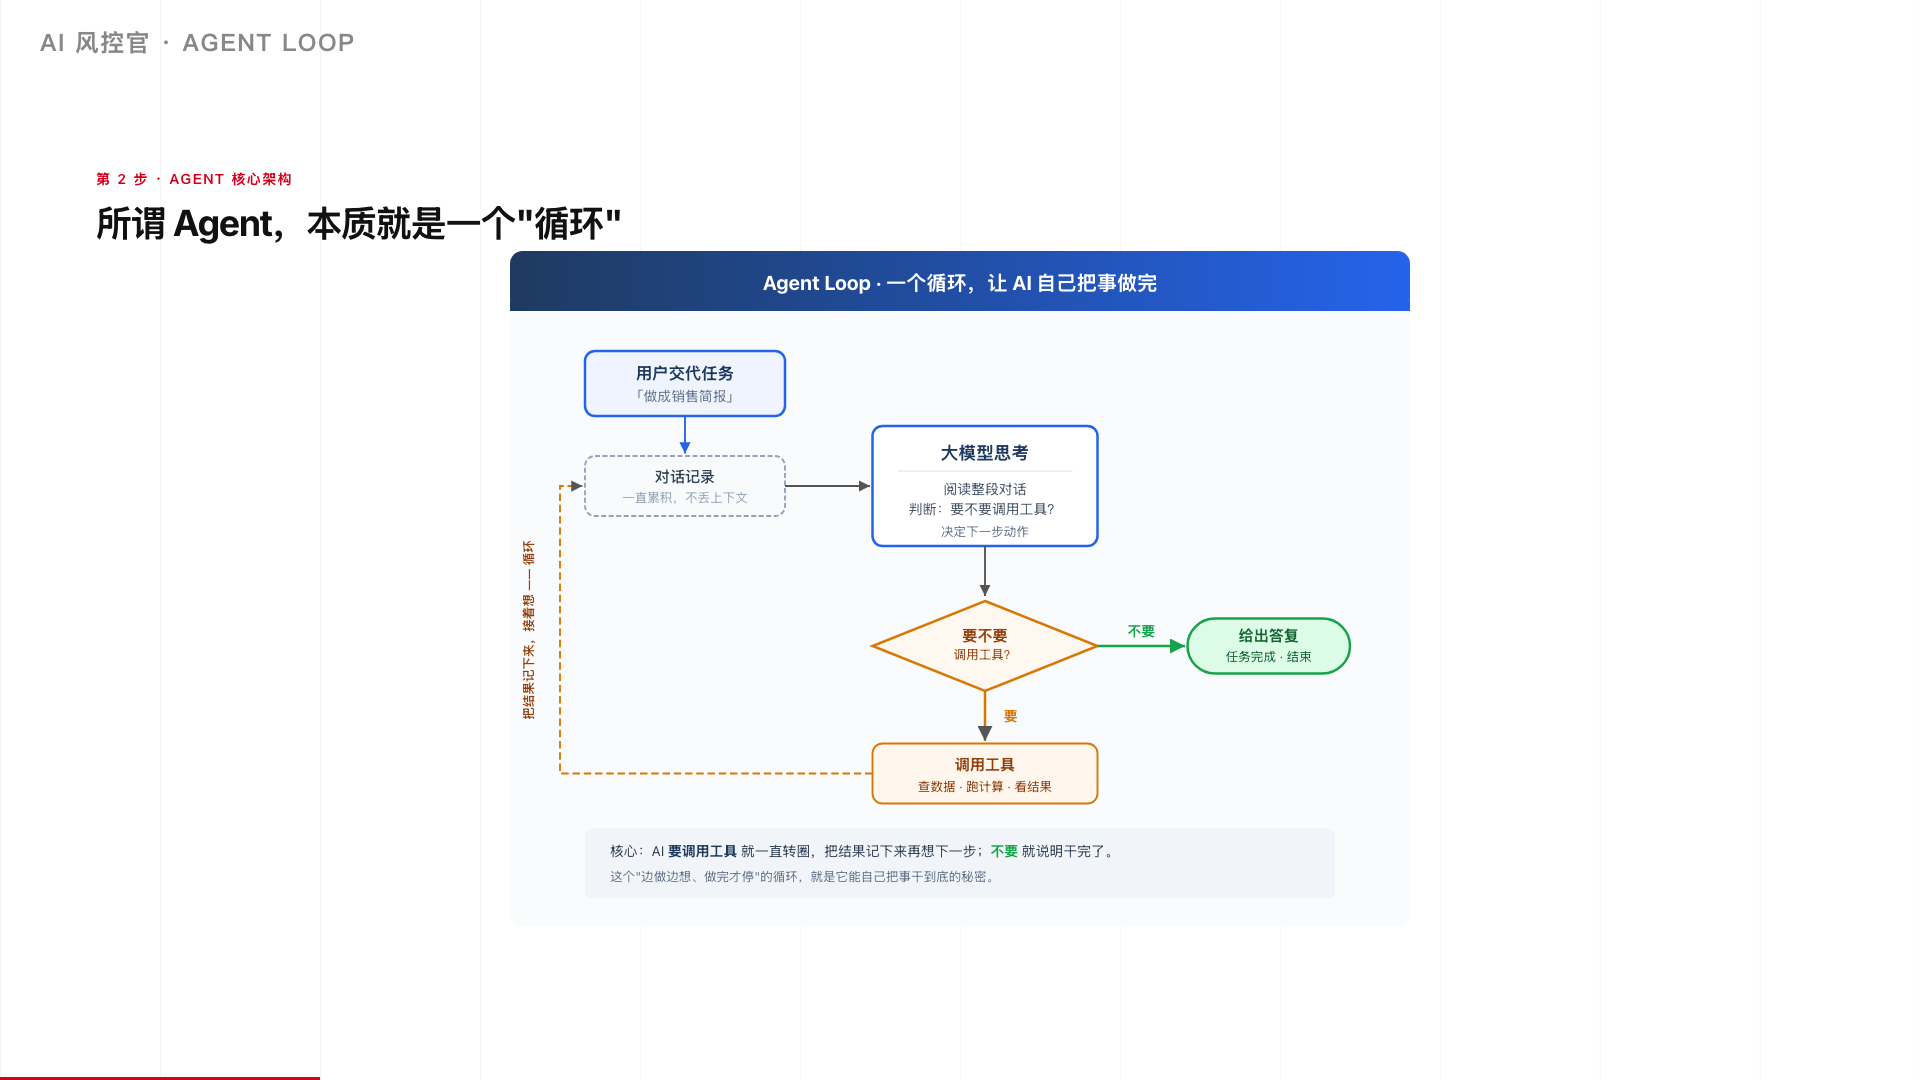 AI 风控官 · AGENT LOOP
第 2 步 · AGENT 核心架构
所谓 Agent，本质就是一个"循环"
Agent Loop · 一个循环，让 AI 自己把事做完
用户交代任务
「做成销售简报」
对话记录
一直累积，不丢上下文
大模型思考
阅读整段对话
判断：要不要调用工具?
决定下一步动作
把结果记下来，接着想 —— 循环
要不要
调用工具?
不要
给出答复
任务完成 · 结束
要
调用工具
查数据 · 跑计算 · 看结果
核心：AI 要调用工具 就一直转圈，把结果记下来再想下一步；不要 就说明干完了。
这个"边做边想、做完才停"的循环，就是它能自己把事干到底的秘密。